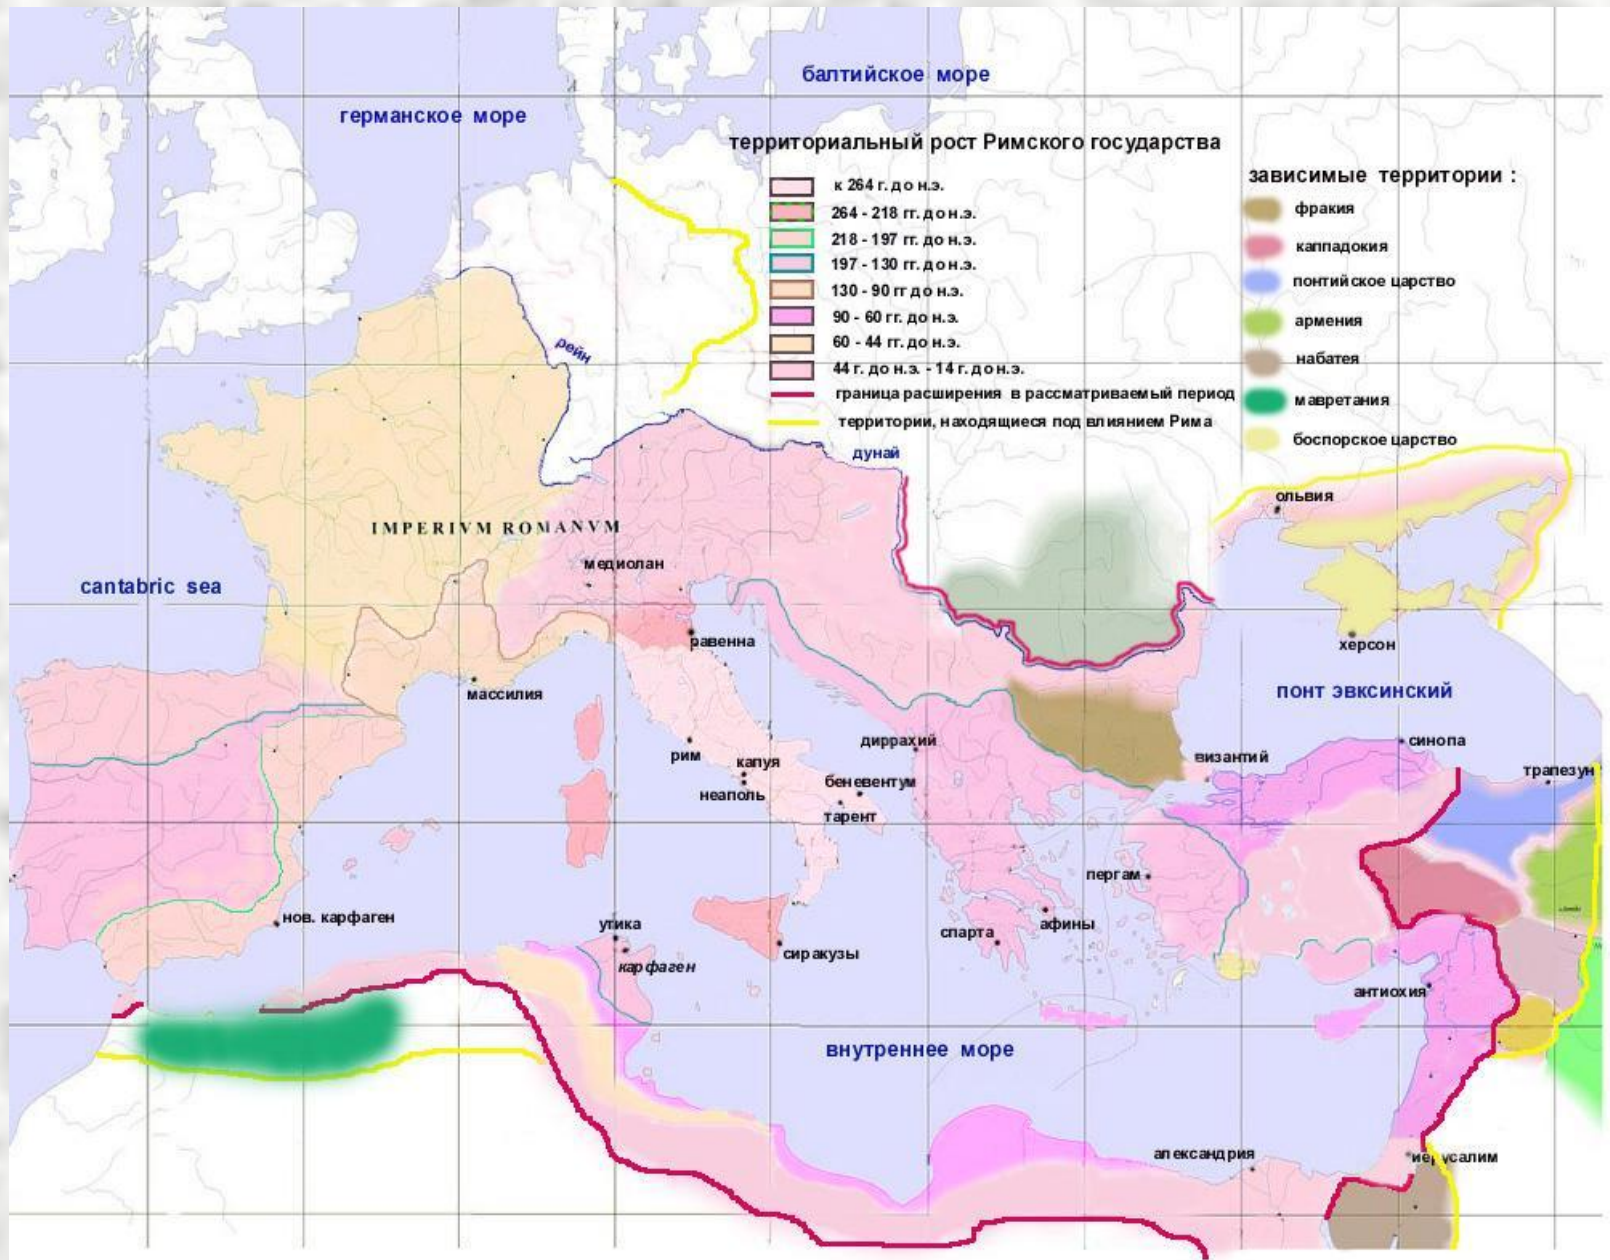 балтийское море
германское море
территориальный рост Римского государства
к 264 г. до н.э.
264 - 218 гг. до н.э.
218 - 197 гг. до н.э.
197 - 130 гг. до н.э.
130 - 90 гг до н.э.
90 - 60 гг. до н.э.
60 - 44 гг. до н.э.
44 г. до н.э. - 14 г. до н.э.
граница расширения в рассматриваемый период
территории, находящиеся под влиянием Рима
зависимые территории :
фракия
каппадокия
понтийское царство
армения
набатея
мавретания
боспорское царство
рейн
дунай
ольвия
IMPERIVM ROMANVM
медиолан
cantabric sea
равенна
херсон
массилия
понт эвксинский
рим
капуя
неаполь
диррахий
беневентум
тарент
византий
синопа
трапезун
пергам
нов. карфаген
утика
карфаген
сиракузы
спарта
афины
антиохия
внутреннее море
александрия
иерусалим